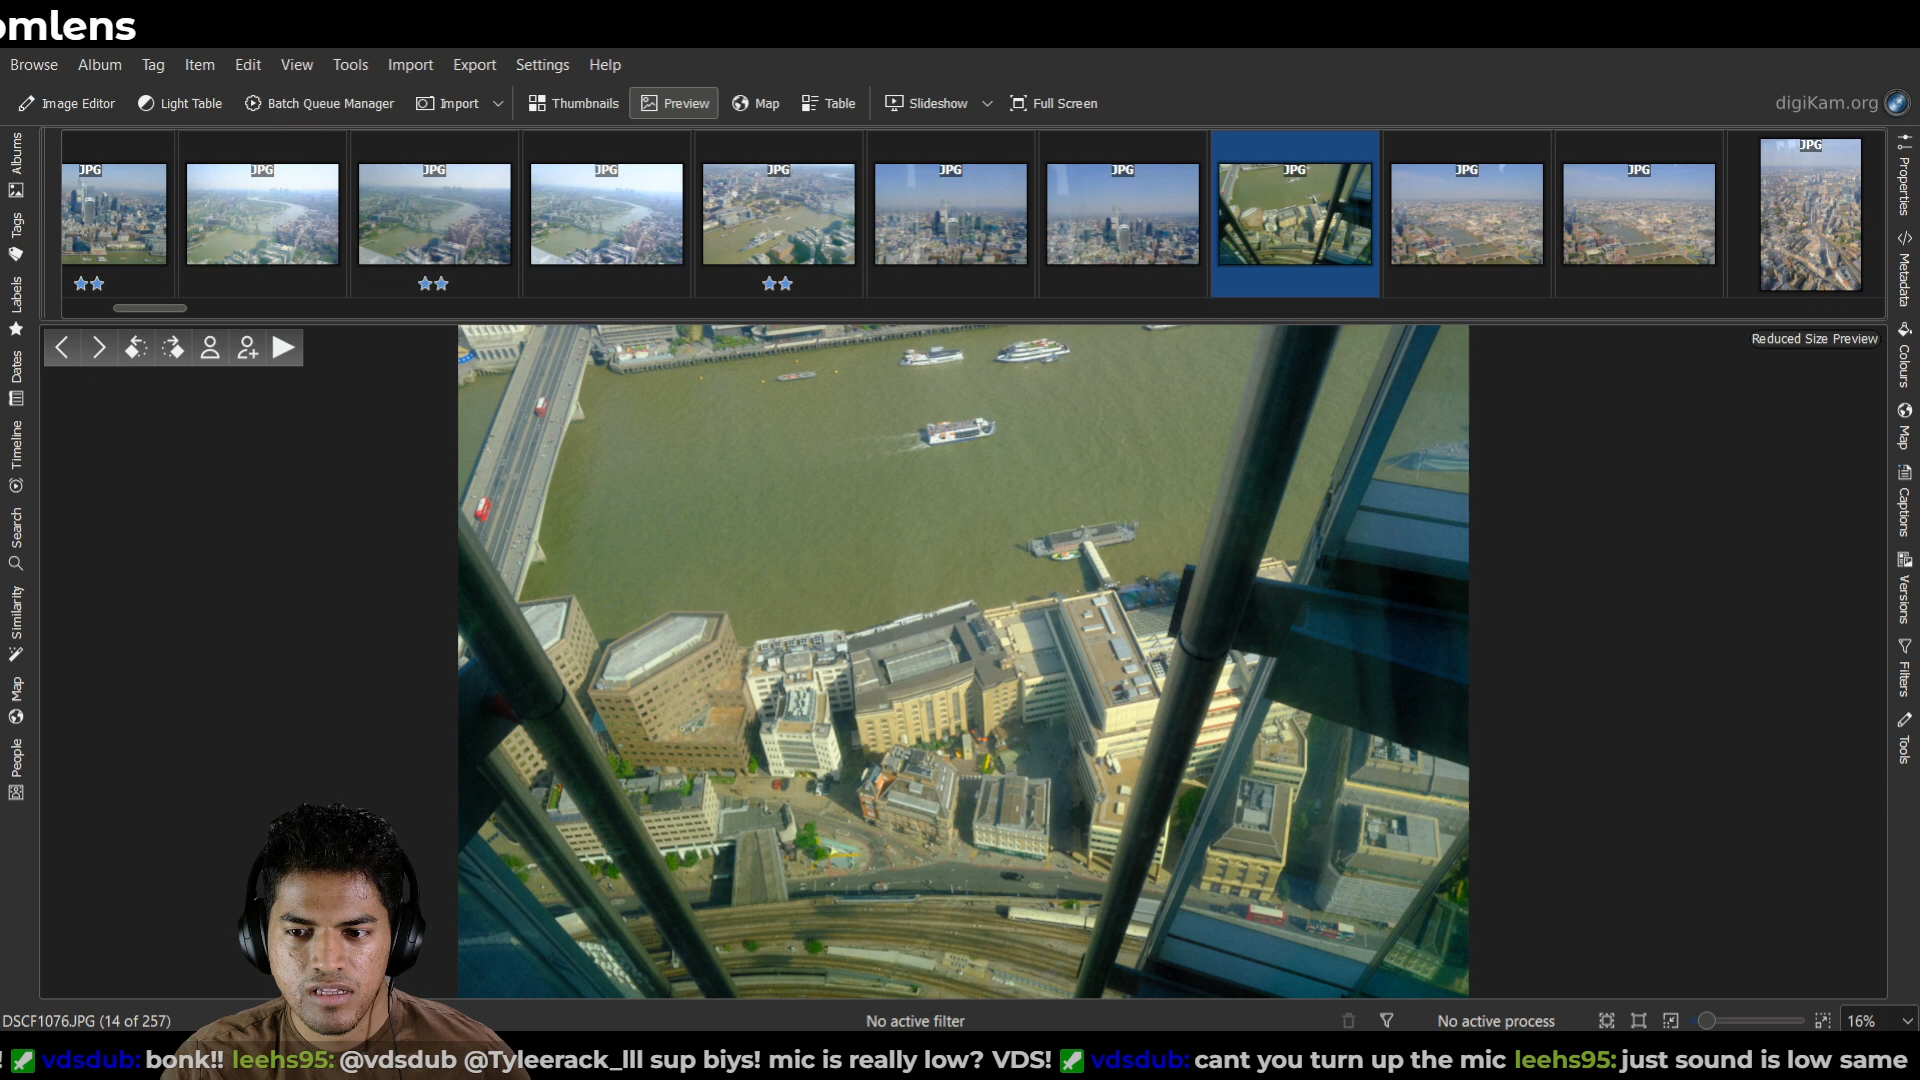 omlens
Browse Album Tag Item Edit View Tools Import Export Settings Help
Image Editor Light Table Batch Queue Manager Import Thumbnails Preview Map Table Slideshow Full Screen digiKam.org
JPG JPG JPG JPG JPG JPG JPG JPG JPG JPG JPG
Reduced Size Preview
Albums
Tags
Labels
Dates
Timeline
Search
Similarity
Map
People
Properties
Metadata
Colours
Map
Captions
Versions
Filters
Tools
DSCF1076.JPG (14 of 257) No active filter No active process 16%
! vdsdub: bonk!! leehs95: @vdsdub @Tyleerack_lll sup biys! mic is really low? VDS! vdsdub: cant you turn up the mic leehs95: just sound is low same